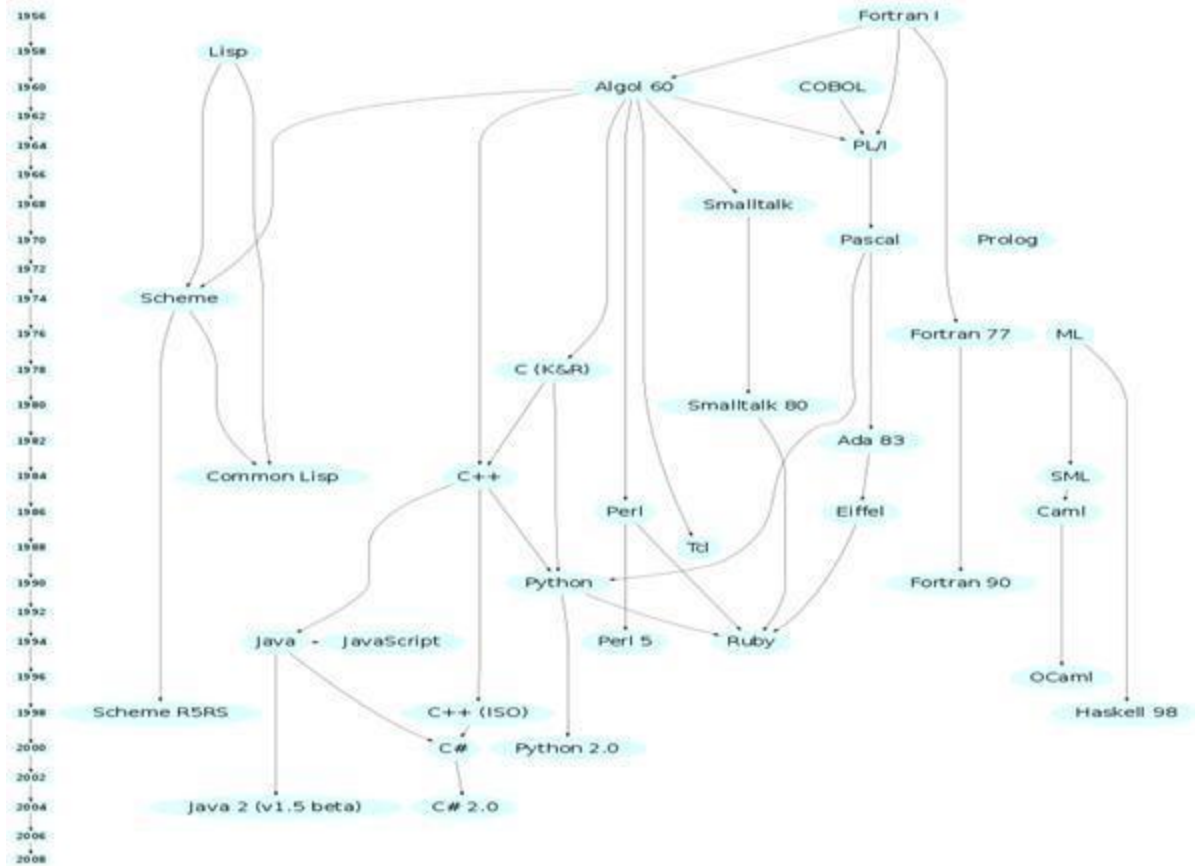 1956
Fortran I
1958
Lisp
1960
Algol 60
COBOL
1962
1964
PL/I
1966
1968
Smalltalk
1970
Pascal
Prolog
1972
1974
Scheme
1976
Fortran 77
ML
1978
C (K&R)
1980
Smalltalk 80
1982
Ada 83
1984
Common Lisp
C++
SML
1986
Perl
Eiffel
Caml
1988
Tcl
1990
Python
Fortran 90
1992
1994
Java
JavaScript
Perl 5
Ruby
1996
OCaml
1998
Scheme R5RS
C++ (ISO)
Haskell 98
2000
C#
Python 2.0
2002
2004
Java 2 (v1.5 beta)
C# 2.0
2006
2008